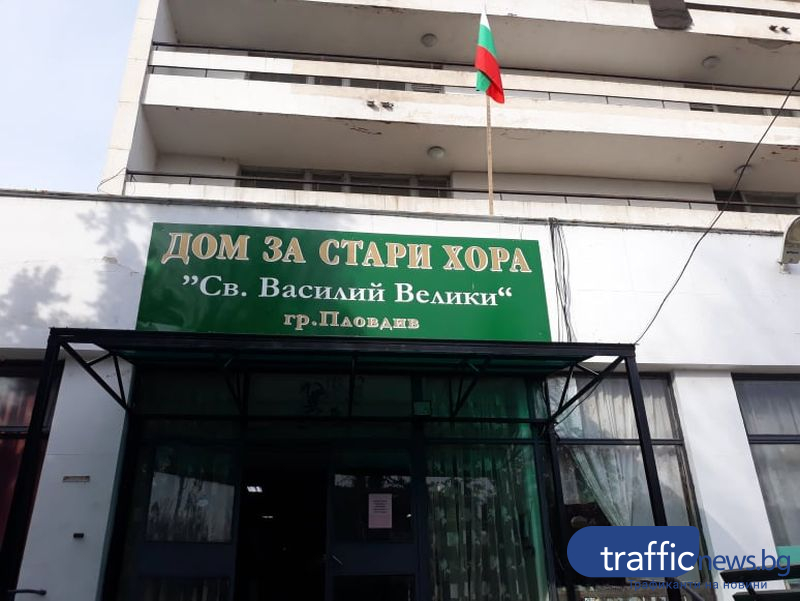 ДОМ ЗА СТАРИ ХОРА
”Св. Василий Велики“
гр.Пловдив
trafficnews.bg